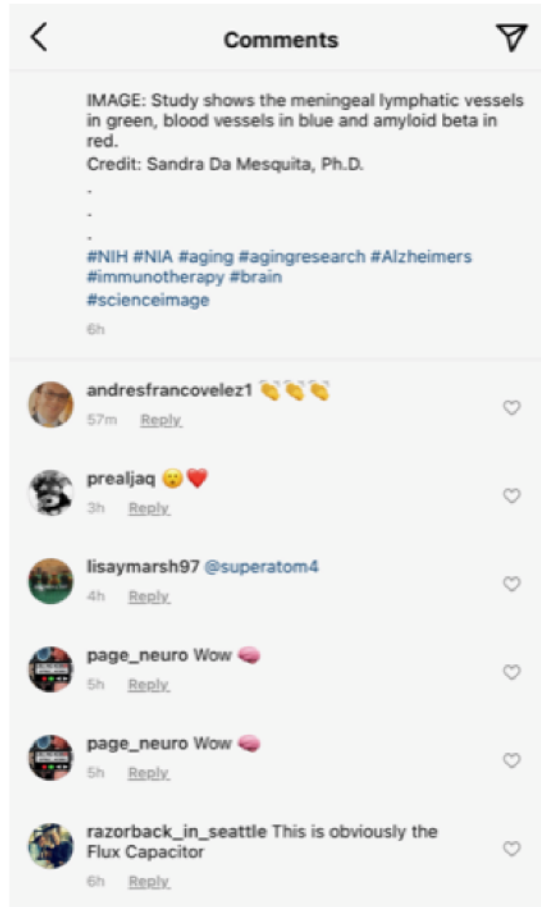 Comments
IMAGE: Study shows the meningeal lymphatic vessels
in green, blood vessels in blue and amyloid beta in
red.
Credit: Sandra Da Mesquita, Ph.D.
.
.
.
#NIH #NIA #aging #agingresearch #Alzheimers
#immunotherapy #brain
#scienceimage
6h
andresfrancovelez1 👏👏👏
57m Reply
prealjaq 😲❤️
3h Reply
lisaymarsh97 @superatom4
4h Reply
page_neuro Wow 🧠
5h Reply
page_neuro Wow 🧠
5h Reply
razorback_in_seattle This is obviously the
Flux Capacitor
6h Reply